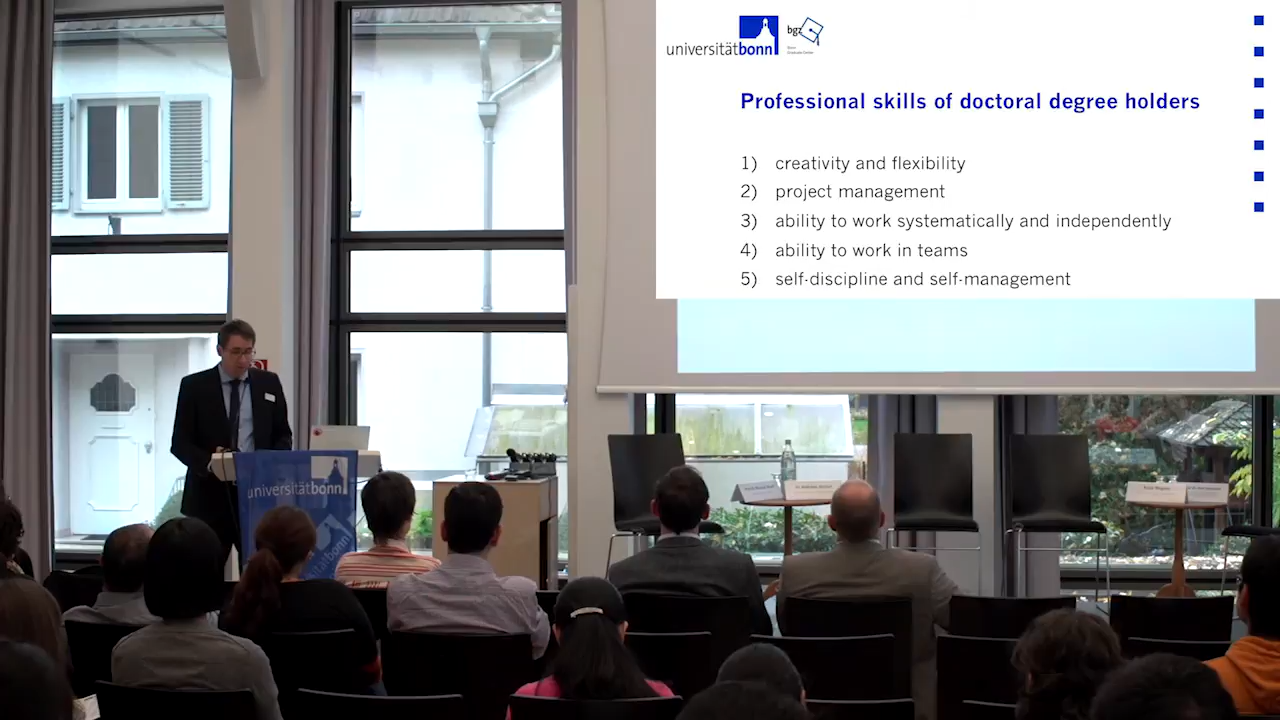 universitätbonn
bgz
Professional skills of doctoral degree holders
1) creativity and flexibility
2) project management
3) ability to work systematically and independently
4) ability to work in teams
5) self-discipline and self-management
universitätbonn